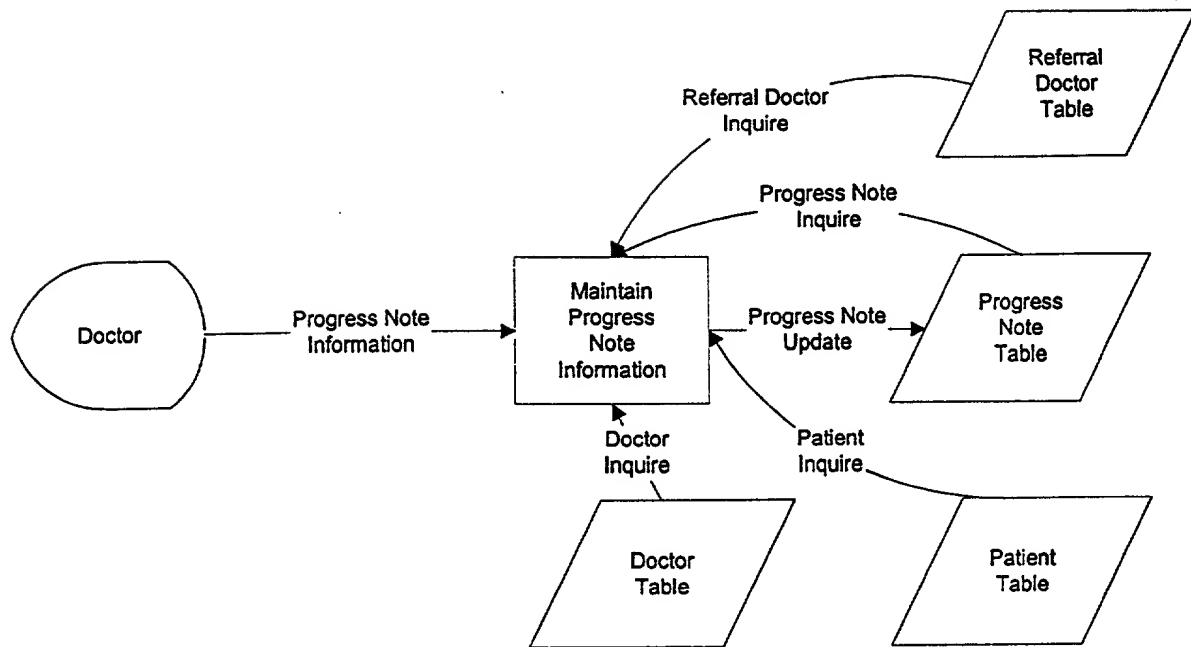 Referral
Doctor
Table
Referral Doctor
Inquire
Progress Note
Inquire
Doctor
Progress Note
Information
Maintain
Progress
Note
Information
Progress Note
Update
Progress
Note
Table
Doctor
Inquire
Patient
Inquire
Doctor
Table
Patient
Table